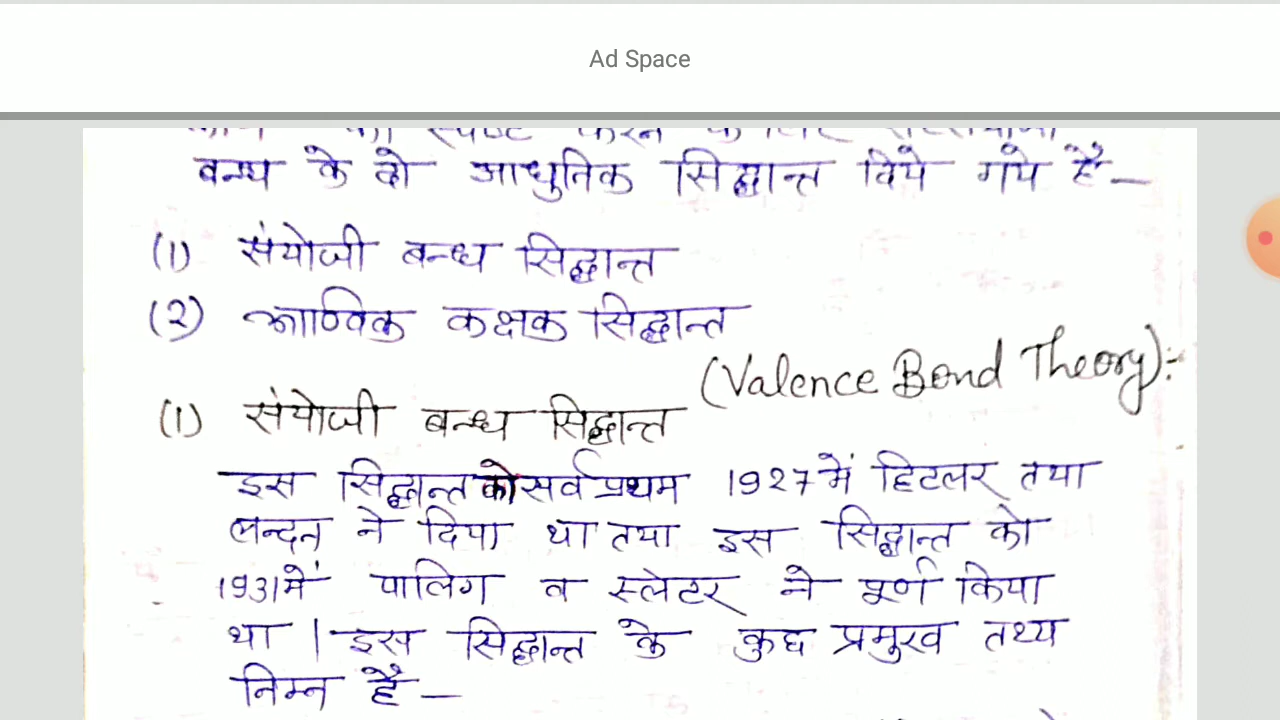 Ad Space
बन्ध के दो आधुनिक सिद्धान्त दिये गये है—
(1) संयोजी बन्ध सिद्धान्त
(2) आण्विक कक्षक सिद्धान्त
(Valence Bond Theory):-
(1) संयोजी बन्ध सिद्धान्त
इस सिद्धान्त को सर्वप्रथम 1927 में हिटलर तथा
लन्दन ने दिया था तथा इस सिद्धान्त को
1931 में पालिग व स्लेटर ने पूर्ण किया
था | इस सिद्धान्त के कुछ प्रमुख तथ्य
निम्न है —